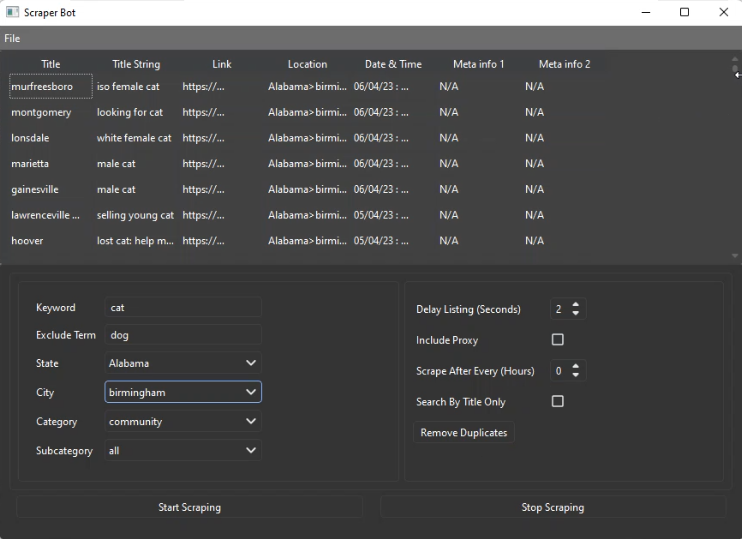 Scraper Bot
File
Title Title String Link Location Date & Time Meta info 1 Meta info 2
murfreesboro iso female cat https://... Alabama>birmi... 06/04/23 : ... N/A N/A
montgomery looking for cat https://... Alabama>birmi... 06/04/23 : ... N/A N/A
lonsdale white female cat https://... Alabama>birmi... 06/04/23 : ... N/A N/A
marietta male cat https://... Alabama>birmi... 06/04/23 : ... N/A N/A
gainesville male cat https://... Alabama>birmi... 06/04/23 : ... N/A N/A
lawrenceville ... selling young cat https://... Alabama>birmi... 05/04/23 : ... N/A N/A
hoover lost cat: help m... https://... Alabama>birmi... 05/04/23 : ... N/A N/A
Keyword cat
Exclude Term dog
State Alabama
City birmingham
Category community
Subcategory all
Delay Listing (Seconds) 2
Include Proxy
Scrape After Every (Hours) 0
Search By Title Only
Remove Duplicates
Start Scraping Stop Scraping